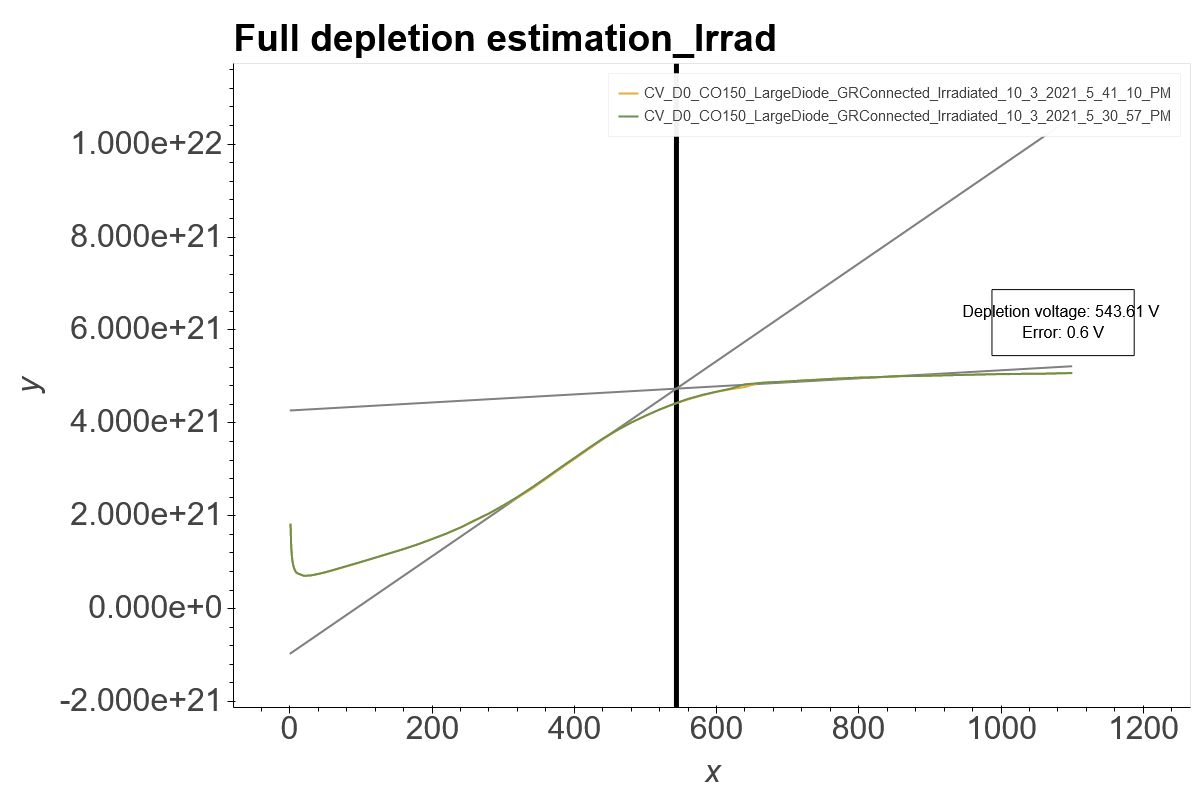 Full depletion estimation_Irrad
CV_D0_CO150_LargeDiode_GRConnected_Irradiated_10_3_2021_5_41_10_PM
CV_D0_CO150_LargeDiode_GRConnected_Irradiated_10_3_2021_5_30_57_PM
1.000e+22
8.000e+21
6.000e+21
4.000e+21
2.000e+21
0.000e+0
-2.000e+21
y
Depletion voltage: 543.61 V
Error: 0.6 V
0 200 400 600 800 1000 1200
x